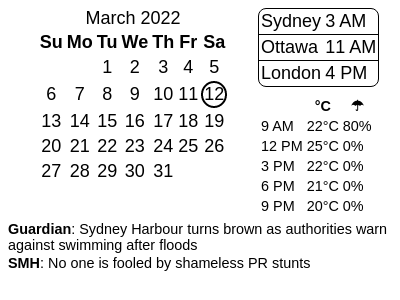 March 2022
Su Mo Tu We Th Fr Sa
1 2 3 4 5
6 7 8 9 10 11 12
13 14 15 16 17 18 19
20 21 22 23 24 25 26
27 28 29 30 31
Sydney 3 AM
Ottawa 11 AM
London 4 PM
°C ☂
9 AM 22°C 80%
12 PM 25°C 0%
3 PM 22°C 0%
6 PM 21°C 0%
9 PM 20°C 0%
Guardian: Sydney Harbour turns brown as authorities warn
against swimming after floods
SMH: No one is fooled by shameless PR stunts